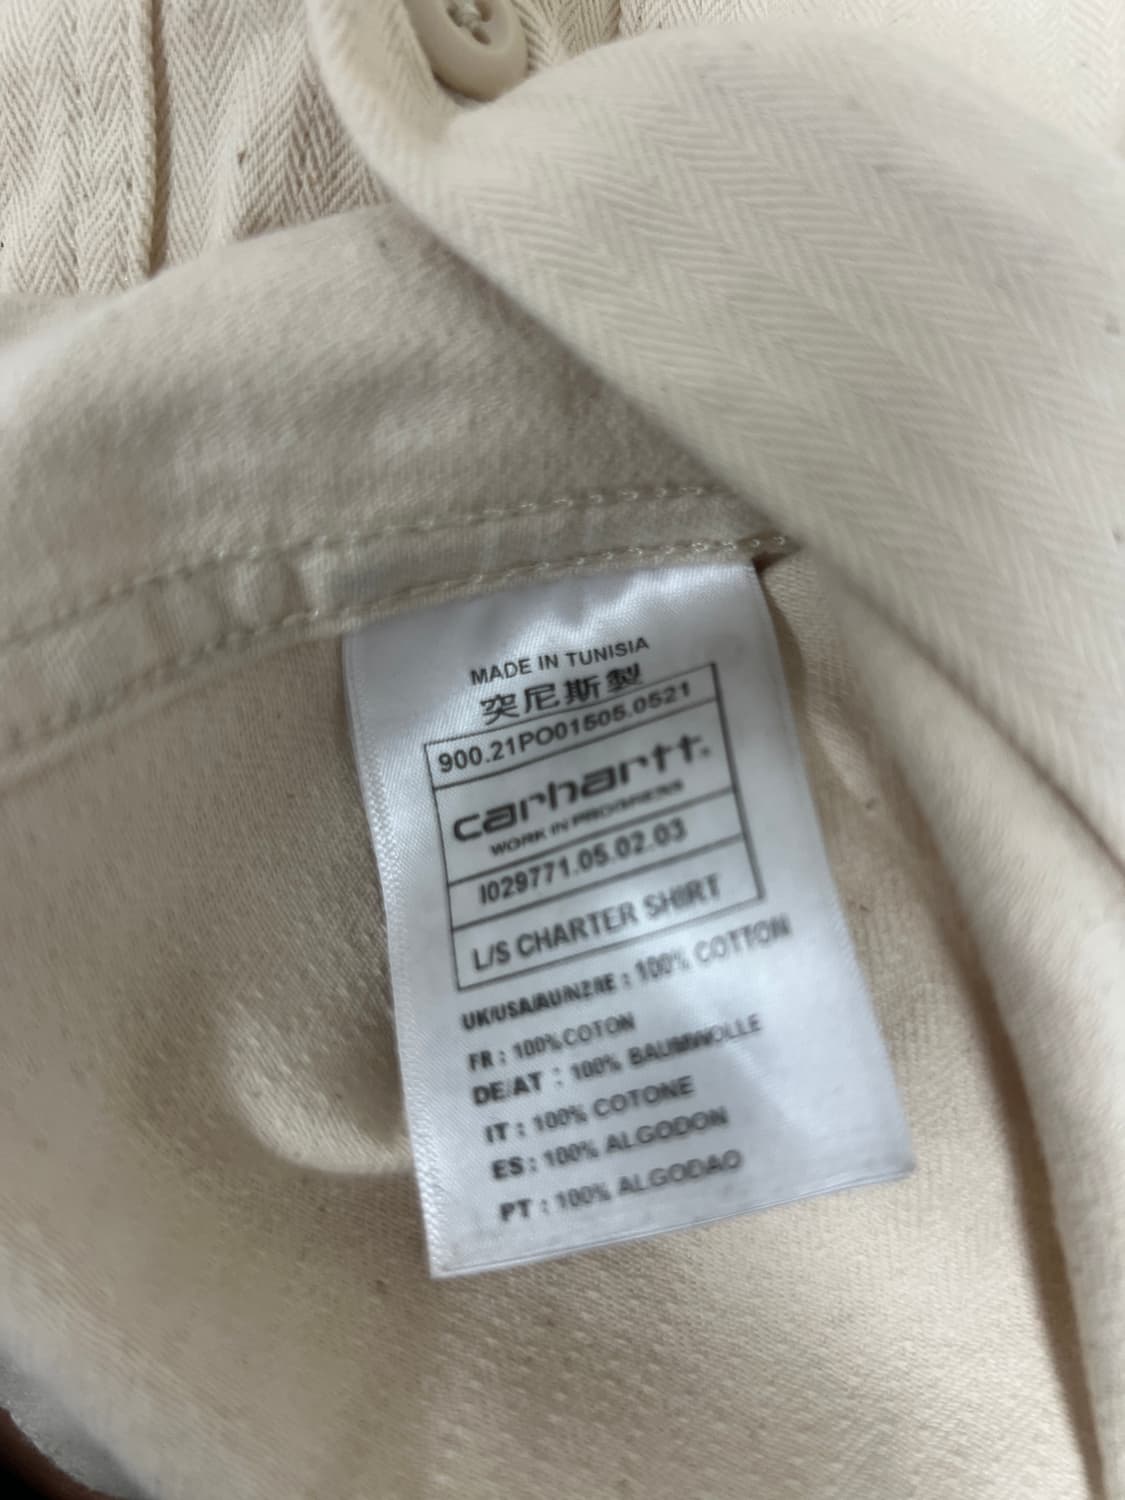 MADE IN TUNISIA
突尼斯製
900.21PO01505.0521
carhartt.
WORK IN PROGRESS
I029771.05.02.03
L/S CHARTER SHIRT
UK/USA/AU/NZ/IE : 100% COTTON
FR : 100%COTON
DE/AT : 100% BAUMWOLLE
IT : 100% COTONE
ES : 100% ALGODON
PT : 100% ALGODAO